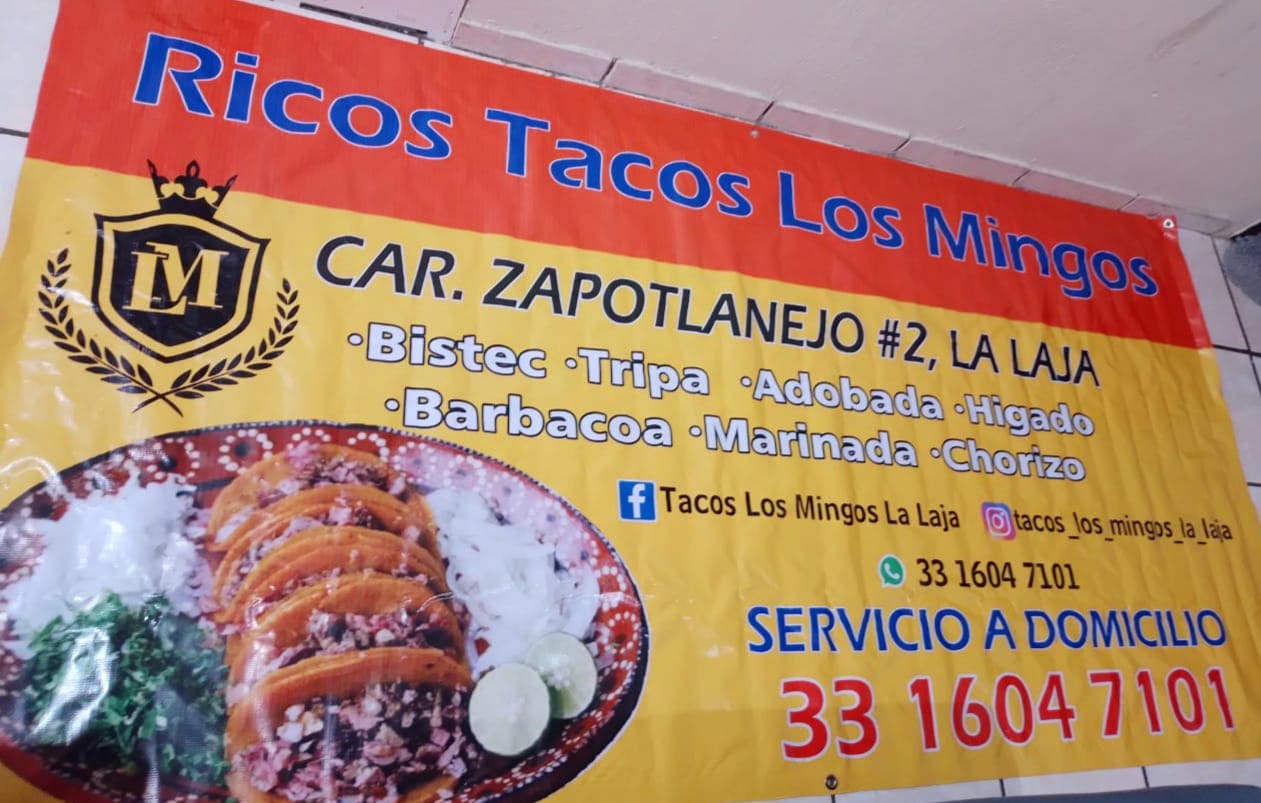 Ricos Tacos Los Mingos
LM
CAR. ZAPOTLANEJO #2, LA LAJA
·Bistec ·Tripa ·Adobada ·Higado
·Barbacoa ·Marinada ·Chorizo
Tacos Los Mingos La Laja tacos_los_mingos_la_laja
33 1604 7101
SERVICIO A DOMICILIO
33 1604 7101